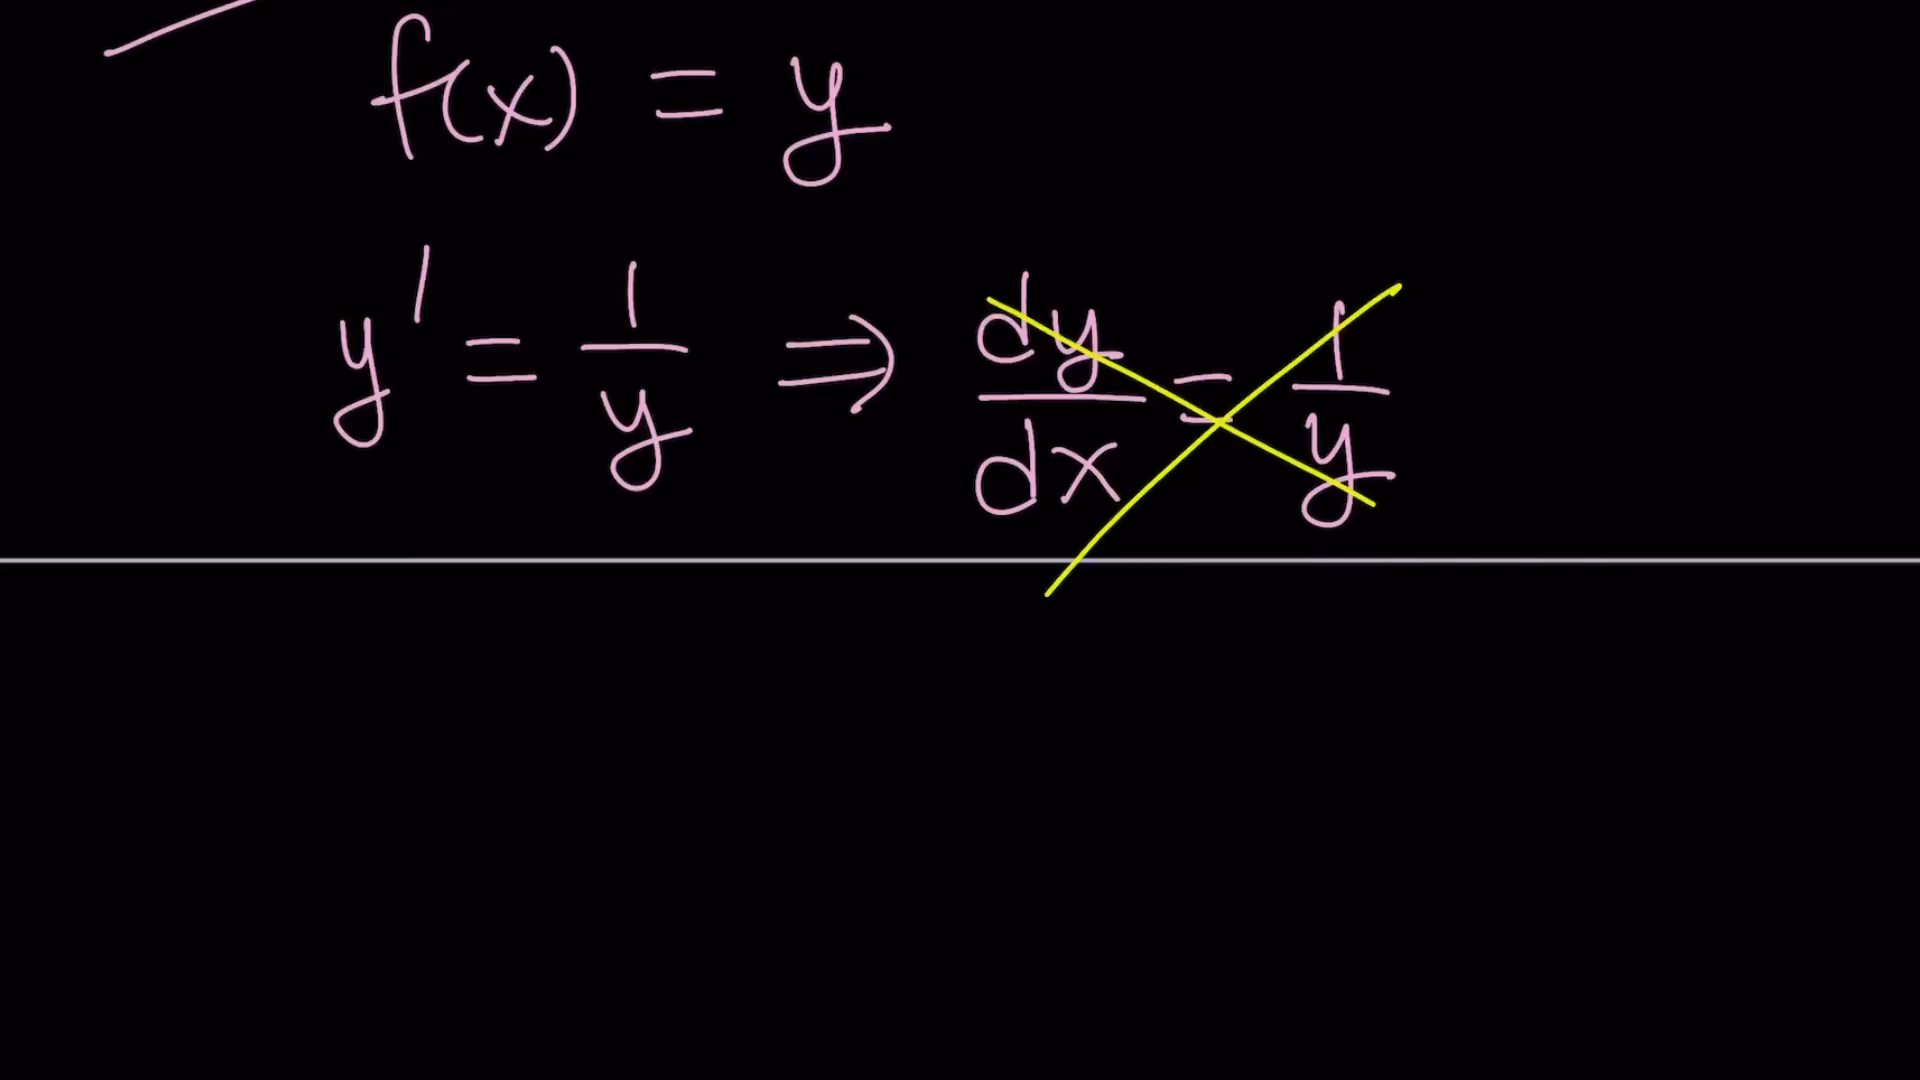 f(x) = y
y' = 1/y ⇒ dy/dx = 1/y